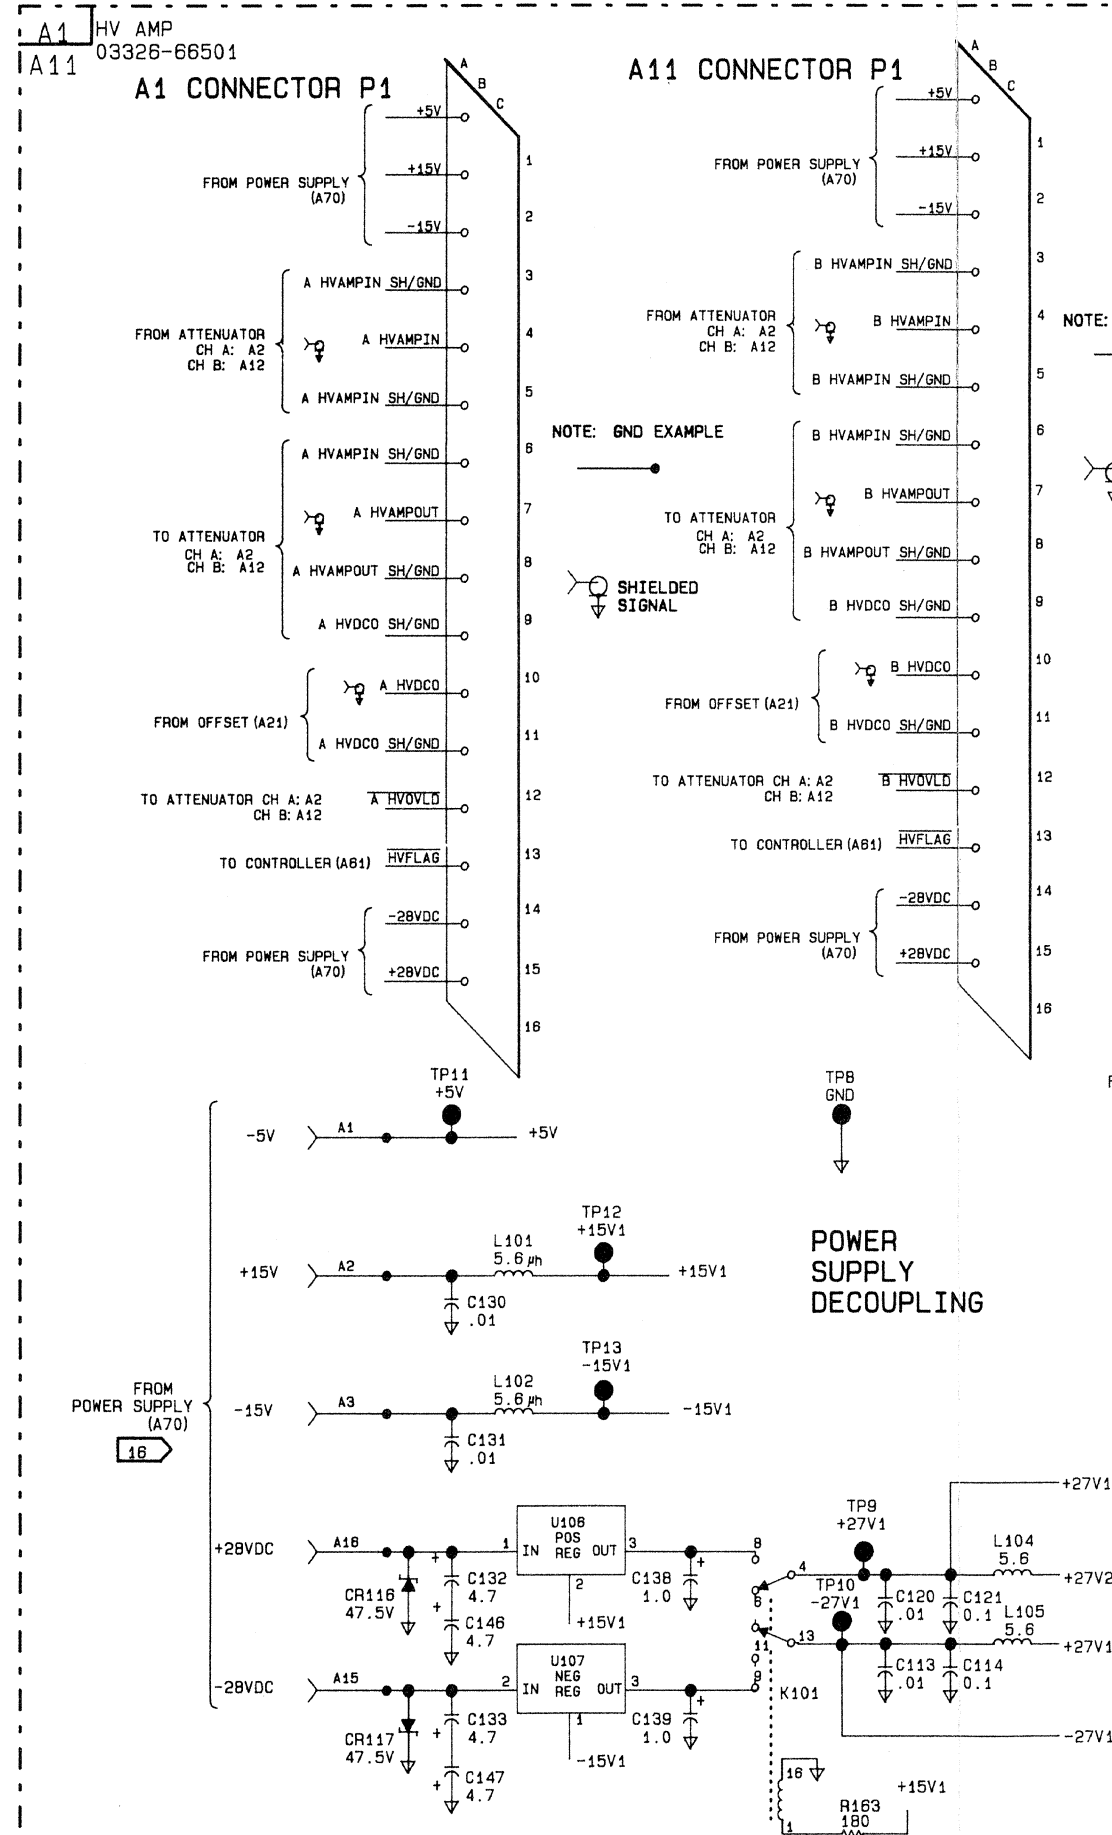 A1
HV AMP
03326-66501
A11
A1 CONNECTOR P1
A
B
C
+5V
+15V
-15V
FROM POWER SUPPLY
(A70)
A HVAMPIN SH/GND
A HVAMPIN
A HVAMPIN SH/GND
FROM ATTENUATOR
CH A: A2
CH B: A12
A HVAMPIN SH/GND
A HVAMPOUT
A HVAMPOUT SH/GND
A HVDCO SH/GND
TO ATTENUATOR
CH A: A2
CH B: A12
A HVDCO
A HVDCO SH/GND
FROM OFFSET (A21)
TO ATTENUATOR CH A: A2
CH B: A12
A HVOVLD
TO CONTROLLER (A61)
HVFLAG
-28VDC
+28VDC
FROM POWER SUPPLY
(A70)
1
2
3
4
5
6
7
8
9
10
11
12
13
14
15
16
NOTE: GND EXAMPLE
SHIELDED
SIGNAL
A11 CONNECTOR P1
A
B
C
+5V
+15V
-15V
FROM POWER SUPPLY
(A70)
B HVAMPIN SH/GND
B HVAMPIN
B HVAMPIN SH/GND
FROM ATTENUATOR
CH A: A2
CH B: A12
B HVAMPIN SH/GND
B HVAMPOUT
B HVAMPOUT SH/GND
B HVDCO SH/GND
TO ATTENUATOR
CH A: A2
CH B: A12
B HVDCO
B HVDCO SH/GND
FROM OFFSET (A21)
TO ATTENUATOR CH A: A2
CH B: A12
B HVOVLD
TO CONTROLLER (A61)
HVFLAG
-28VDC
+28VDC
FROM POWER SUPPLY
(A70)
1
2
3
4
5
6
7
8
9
10
11
12
13
14
15
16
NOTE:
TP11
+5V
-5V
A1
+5V
TP8
GND
TP12
+15V1
L101
5.6 µh
+15V
A2
+15V1
C130
.01
POWER
SUPPLY
DECOUPLING
TP13
-15V1
L102
5.6 µh
-15V
A3
-15V1
C131
.01
FROM
POWER SUPPLY
(A70)
16
+28VDC
A16
CR116
47.5V
+
C132
4.7
+
C146
4.7
1
U106
POS
IN REG OUT
3
2
+15V1
C138
1.0
+
8
4
6
TP9
+27V1
TP10
-27V1
+27V1
L104
5.6
+27V2
C120
.01
C121
0.1
L105
5.6
+27V1
13
11
9
C113
.01
C114
0.1
-27V1
-28VDC
A15
CR117
47.5V
+
C133
4.7
+
C147
4.7
2
U107
NEG
IN REG OUT
3
1
-15V1
C139
1.0
+
K101
16
+15V1
R163
180
1